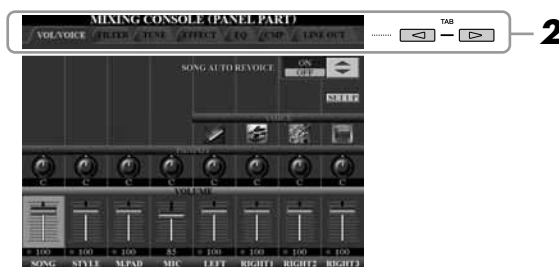 MIXING CONSOLE (PANEL PART)
VOL/VOICE FILTER TUNE EFFECT EQ CMP LINE OUT
TAB
2
SONG AUTO REVOICE ON
OFF
SETUP
VOICE
PANPOT
C C C C C C C C
VOLUME
100 100 100 85 100 100 100 100
SONG STYLE M.PAD MIC LEFT RIGHT1 RIGHT2 RIGHT3